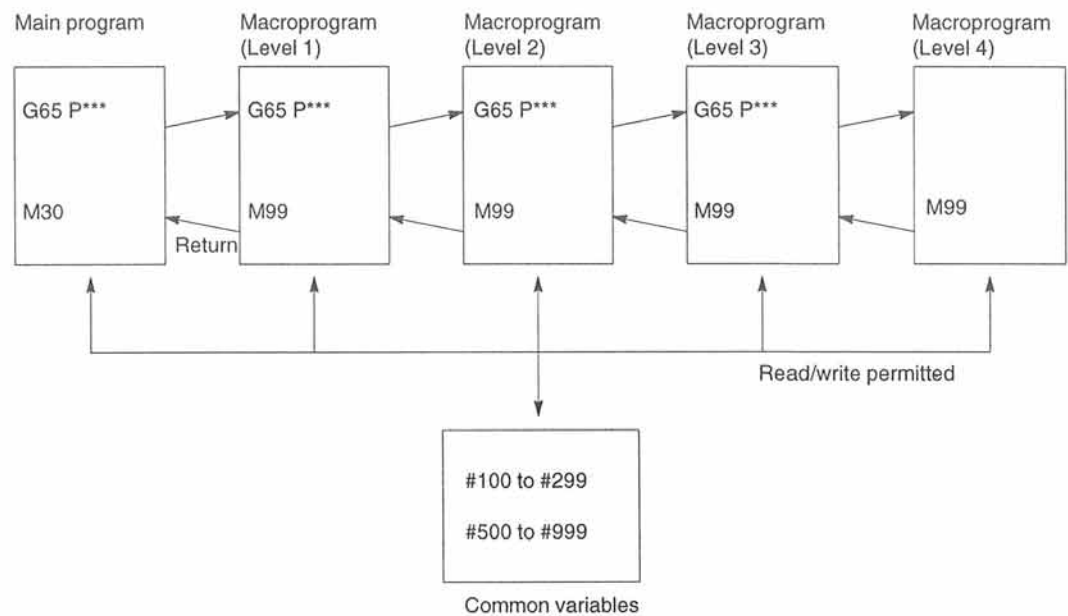 Main program
Macroprogram
(Level 1)
Macroprogram
(Level 2)
Macroprogram
(Level 3)
Macroprogram
(Level 4)
G65 P***
G65 P***
G65 P***
G65 P***
M30
M99
M99
M99
M99
Return
Read/write permitted
#100 to #299
#500 to #999
Common variables